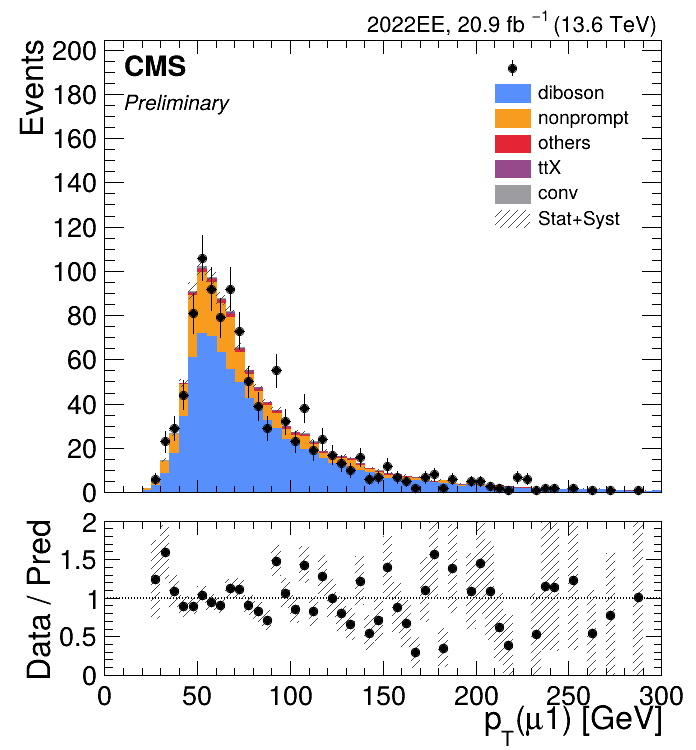 2022EE, 20.9 fb⁻¹ (13.6 TeV)
CMS
Preliminary
Events
200
180
160
140
120
100
80
60
40
20
0
diboson
nonprompt
others
ttX
conv
Stat+Syst
Data / Pred
2
1.5
1
0.5
0
0 50 100 150 200 250 300
p_T(μ1) [GeV]